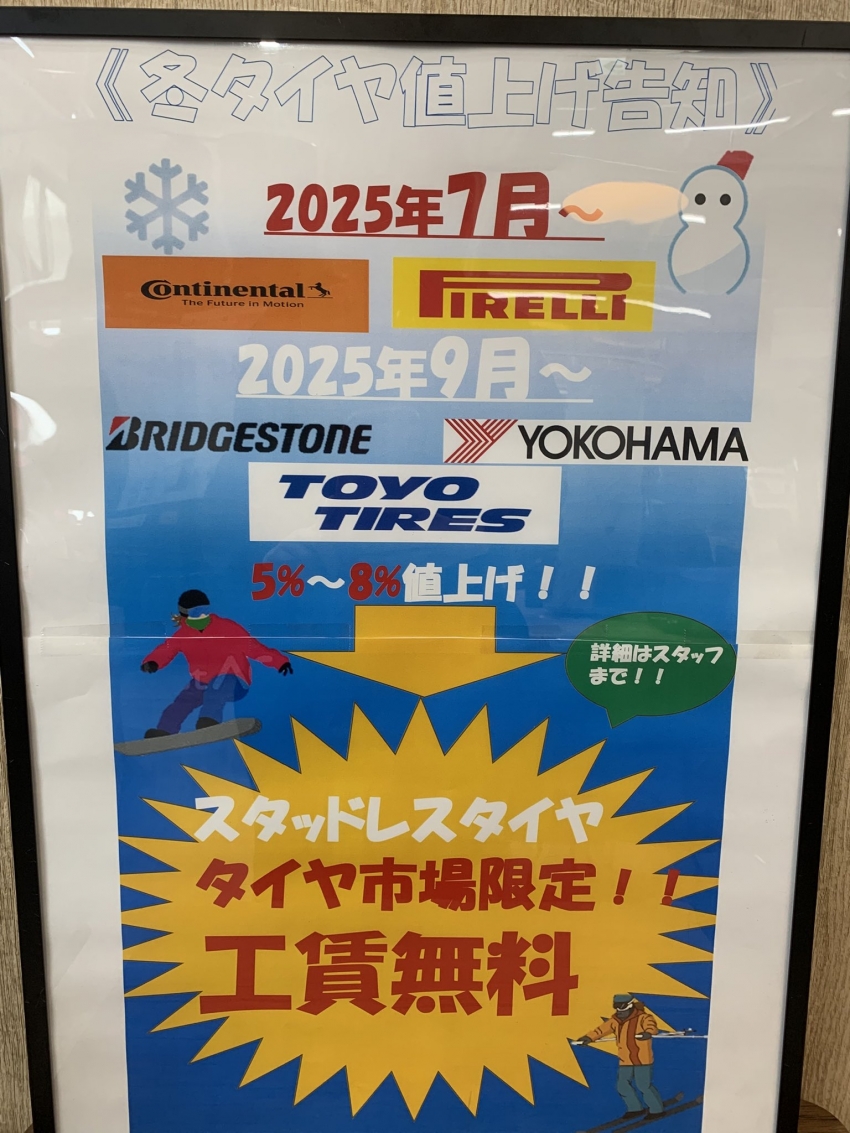 《冬タイヤ値上げ告知》
2025年7月～
Continental
The Future in Motion
PIRELLI
2025年9月～
BRIDGESTONE
YOKOHAMA
TOYO
TIRES
5%～8%値上げ！！
詳細はスタッフ
まで！！
スタッドレスタイヤ
タイヤ市場限定！！
工賃無料